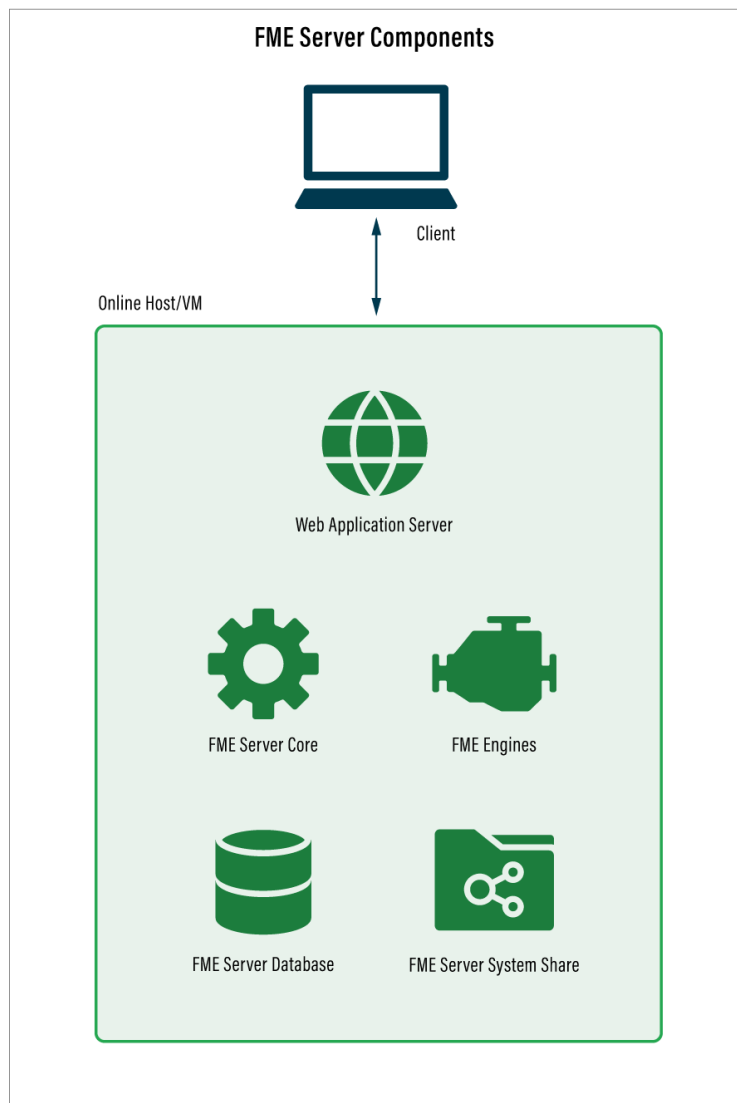 FME Server Components
Client
Online Host/VM
Web Application Server
FME Server Core
FME Engines
FME Server Database
FME Server System Share